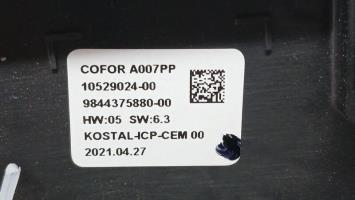 COFOR A007PP
10529024-00
9844375880-00
HW:05 SW:6.3
KOSTAL-ICP-CEM 00
2021.04.27